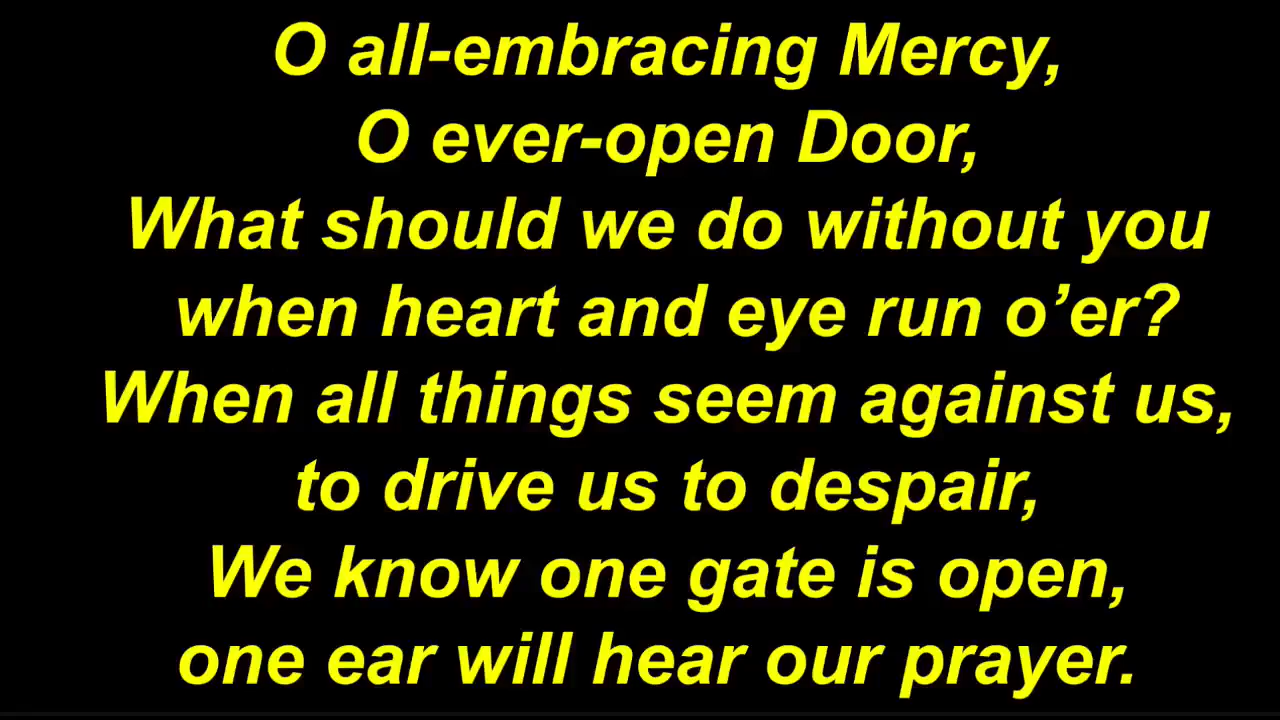 O all-embracing Mercy,
O ever-open Door,
What should we do without you
when heart and eye run o’er?
When all things seem against us,
to drive us to despair,
We know one gate is open,
one ear will hear our prayer.